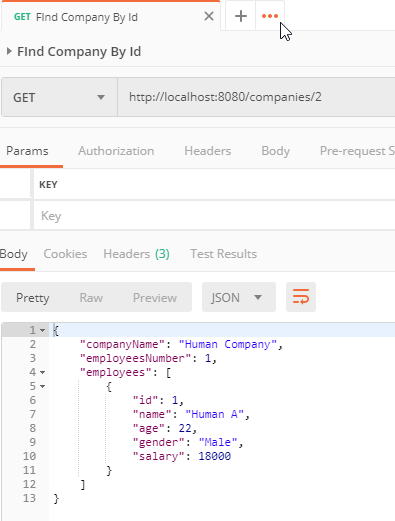 GET FInd Company By Id
FInd Company By Id
GET http://localhost:8080/companies/2
Params Authorization Headers Body Pre-request S
KEY
Key
Body Cookies Headers (3) Test Results
Pretty Raw Preview JSON
1 {
2 "companyName": "Human Company",
3 "employeesNumber": 1,
4 "employees": [
5 {
6 "id": 1,
7 "name": "Human A",
8 "age": 22,
9 "gender": "Male",
10 "salary": 18000
11 }
12 ]
13 }